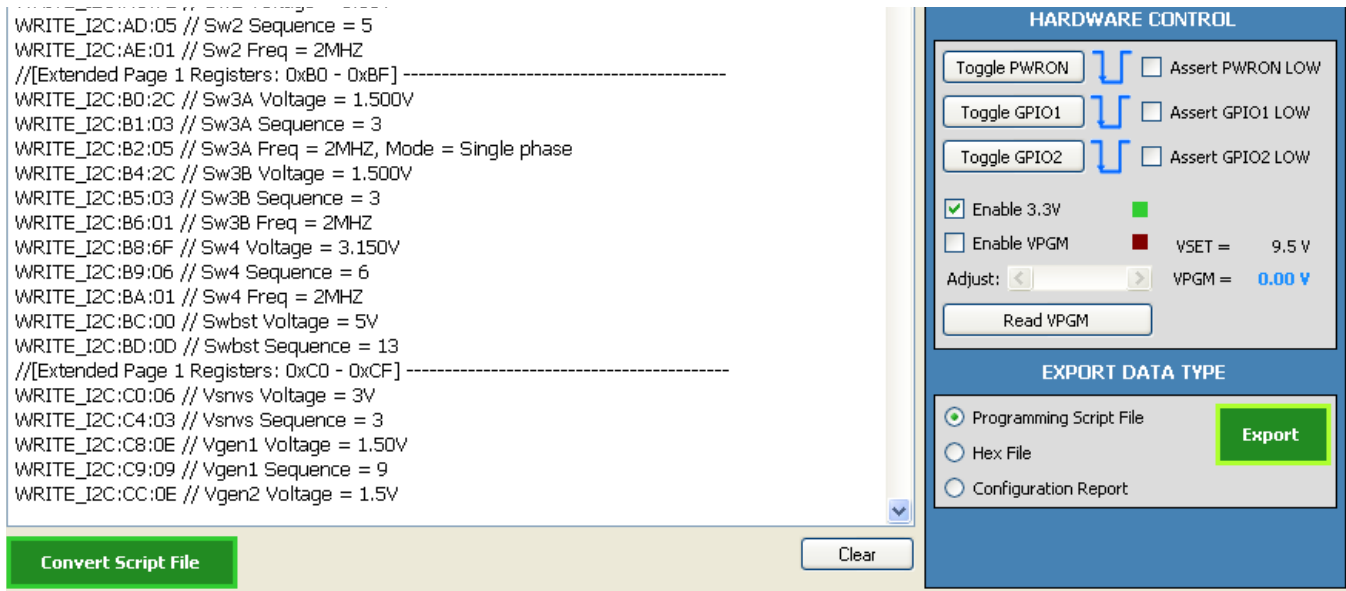 WRITE_I2C:AD:05 // Sw2 Sequence = 5
WRITE_I2C:AE:01 // Sw2 Freq = 2MHZ
//[Extended Page 1 Registers: 0xB0 - 0xBF] -----------------------------------------
WRITE_I2C:B0:2C // Sw3A Voltage = 1.500V
WRITE_I2C:B1:03 // Sw3A Sequence = 3
WRITE_I2C:B2:05 // Sw3A Freq = 2MHZ, Mode = Single phase
WRITE_I2C:B4:2C // Sw3B Voltage = 1.500V
WRITE_I2C:B5:03 // Sw3B Sequence = 3
WRITE_I2C:B6:01 // Sw3B Freq = 2MHZ
WRITE_I2C:B8:6F // Sw4 Voltage = 3.150V
WRITE_I2C:B9:06 // Sw4 Sequence = 6
WRITE_I2C:BA:01 // Sw4 Freq = 2MHZ
WRITE_I2C:BC:00 // Swbst Voltage = 5V
WRITE_I2C:BD:0D // Swbst Sequence = 13
//[Extended Page 1 Registers: 0xC0 - 0xCF] -----------------------------------------
WRITE_I2C:C0:06 // Vsnvs Voltage = 3V
WRITE_I2C:C4:03 // Vsnvs Sequence = 3
WRITE_I2C:C8:0E // Vgen1 Voltage = 1.50V
WRITE_I2C:C9:09 // Vgen1 Sequence = 9
WRITE_I2C:CC:0E // Vgen2 Voltage = 1.5V
Convert Script File
Clear
HARDWARE CONTROL
Toggle PWRON Assert PWRON LOW
Toggle GPIO1 Assert GPIO1 LOW
Toggle GPIO2 Assert GPIO2 LOW
Enable 3.3V
Enable VPGM VSET = 9.5 V
Adjust: VPGM = 0.00 V
Read VPGM
EXPORT DATA TYPE
Programming Script File
Export
Hex File
Configuration Report